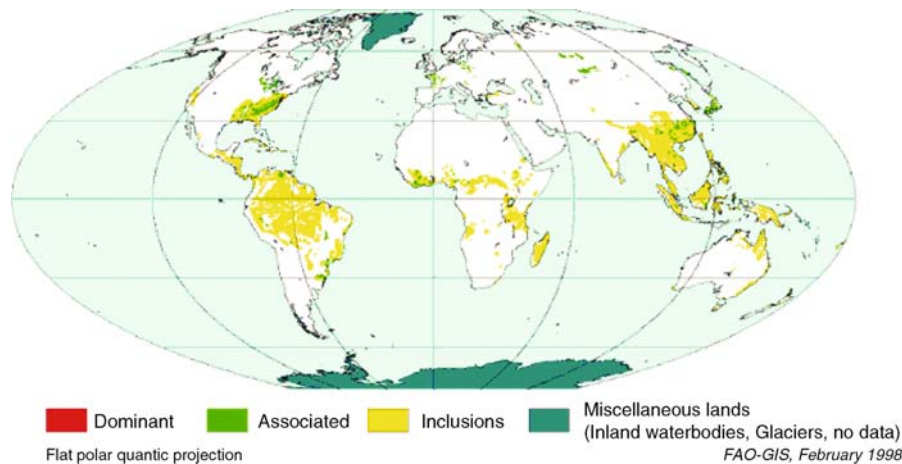 Dominant
Associated
Inclusions
Miscellaneous lands
(Inland waterbodies, Glaciers, no data)
Flat polar quantic projection
FAO-GIS, February 1998